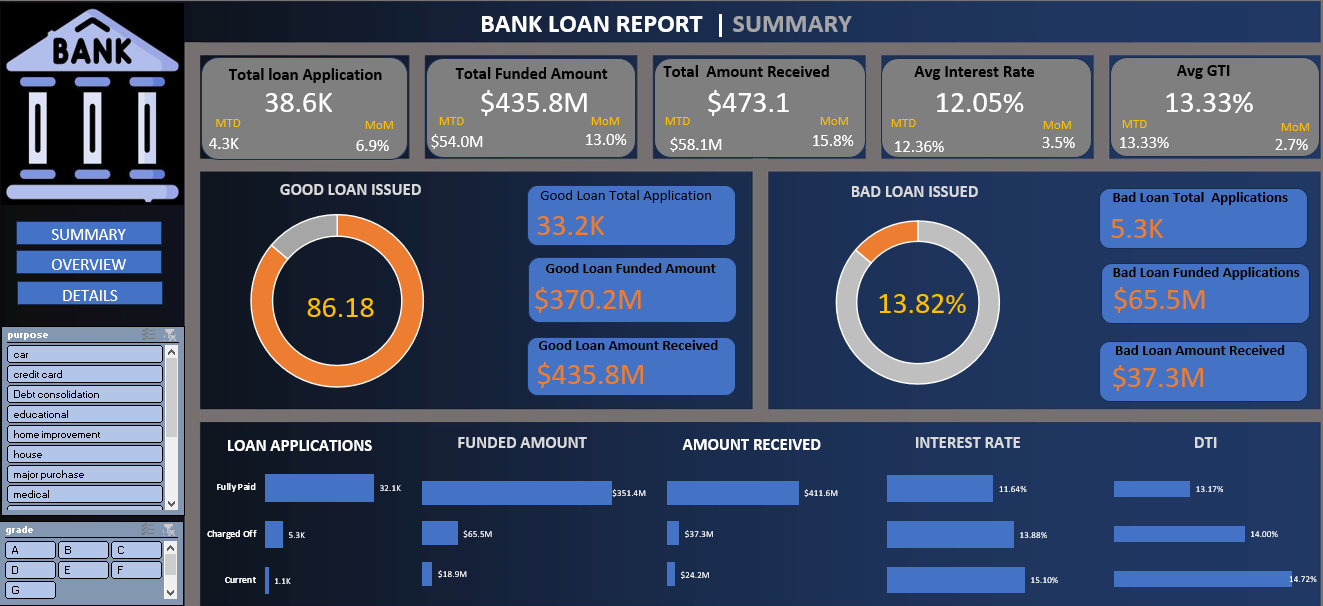 BANK
BANK LOAN REPORT | SUMMARY
Total loan Application
38.6K
MTD
MoM
4.3K
6.9%
Total Funded Amount
$435.8M
MTD
MoM
$54.0M
13.0%
Total Amount Received
$473.1
MTD
MoM
$58.1M
15.8%
Avg Interest Rate
12.05%
MTD
MoM
12.36%
3.5%
Avg GTI
13.33%
MTD
MoM
13.33%
2.7%
SUMMARY
OVERVIEW
DETAILS
purpose
car
credit card
Debt consolidation
educational
home improvement
house
major purchase
medical
grade
A B C
D E F
G
GOOD LOAN ISSUED
86.18
Good Loan Total Application
33.2K
Good Loan Funded Amount
$370.2M
Good Loan Amount Received
$435.8M
BAD LOAN ISSUED
13.82%
Bad Loan Total Applications
5.3K
Bad Loan Funded Applications
$65.5M
Bad Loan Amount Received
$37.3M
LOAN APPLICATIONS
Fully Paid 32.1K
Charged Off 5.3K
Current 1.1K
FUNDED AMOUNT
$351.4M
$65.5M
$18.9M
AMOUNT RECEIVED
$411.6M
$37.3M
$24.2M
INTEREST RATE
11.64%
13.88%
15.10%
DTI
13.17%
14.00%
14.72%